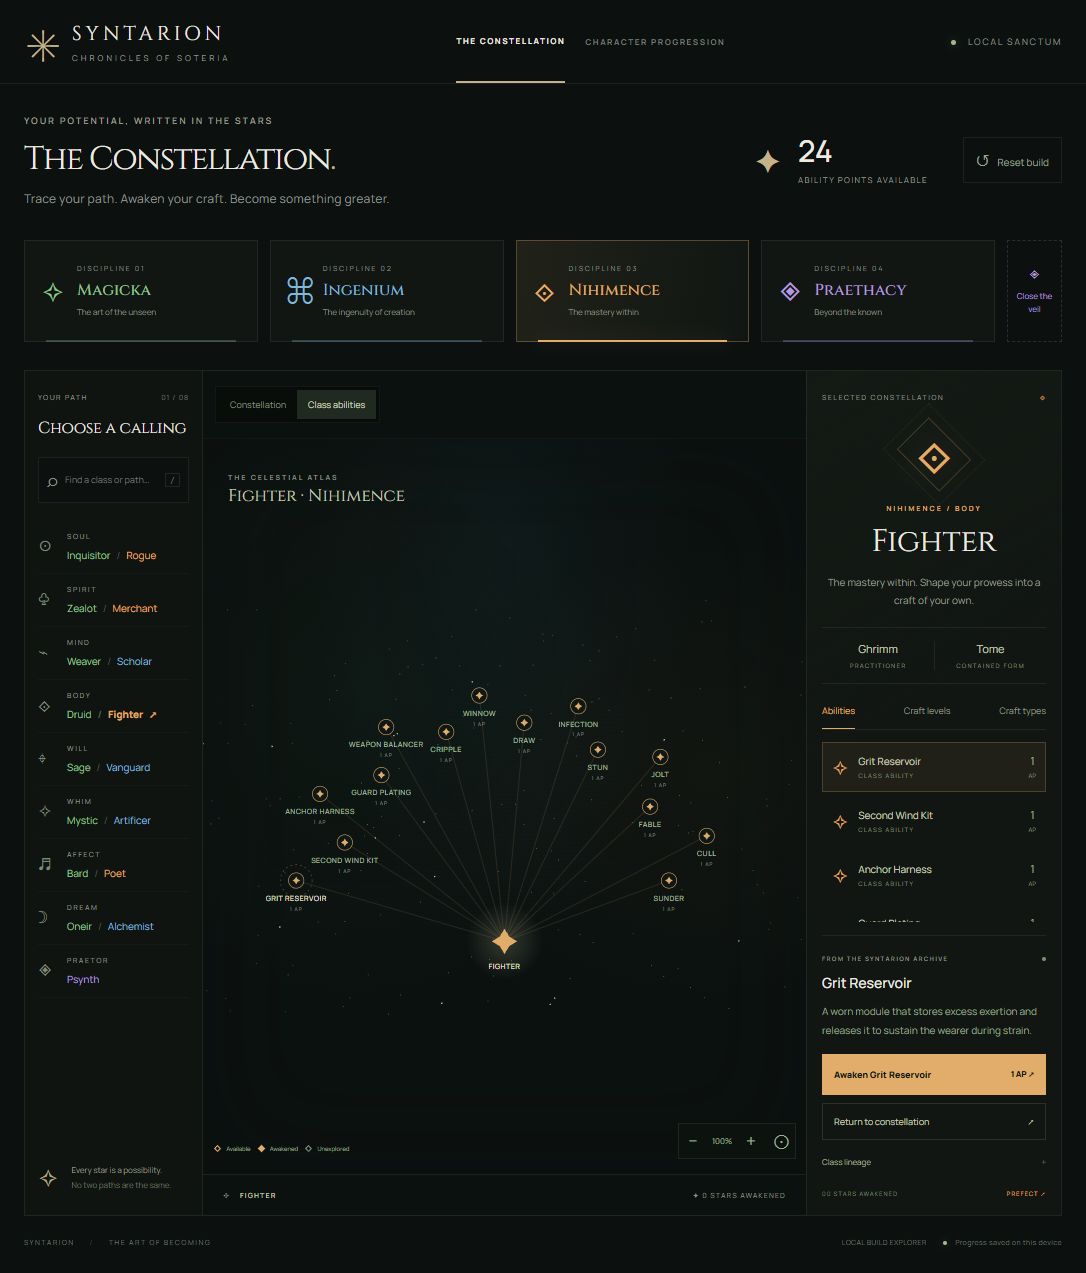 SYNTARION
CHRONICLES OF SOTERIA
THE CONSTELLATION
CHARACTER PROGRESSION
LOCAL SANCTUM
YOUR POTENTIAL, WRITTEN IN THE STARS
The Constellation.
Trace your path. Awaken your craft. Become something greater.
24
ABILITY POINTS AVAILABLE
Reset build
DISCIPLINE 01
Magicka
The art of the unseen
DISCIPLINE 02
Ingenium
The ingenuity of creation
DISCIPLINE 03
Nihimence
The mastery within
DISCIPLINE 04
Praethacy
Beyond the known
Close the
veil
YOUR PATH
01 / 08
Choose a calling
Find a class or path...
/
SOUL
Inquisitor / Rogue
SPIRIT
Zealot / Merchant
MIND
Weaver / Scholar
BODY
Druid / Fighter ↗
WILL
Sage / Vanguard
WHIM
Mystic / Artificer
AFFECT
Bard / Poet
DREAM
Oneir / Alchemist
PRAETOR
Psynth
Every star is a possibility.
No two paths are the same.
Constellation
Class abilities
THE CELESTIAL ATLAS
Fighter · Nihimence
WINNOW
1 AP
INFECTION
1 AP
DRAW
1 AP
WEAPON BALANCER
1 AP
CRIPPLE
1 AP
STUN
1 AP
JOLT
1 AP
GUARD PLATING
1 AP
ANCHOR HARNESS
1 AP
FABLE
1 AP
CULL
1 AP
SECOND WIND KIT
1 AP
GRIT RESERVOIR
1 AP
SUNDER
1 AP
FIGHTER
Available
Awakened
Unexplored
− 100% +
FIGHTER
0 STARS AWAKENED
SELECTED CONSTELLATION
NIHIMENCE / BODY
Fighter
The mastery within. Shape your prowess into a
craft of your own.
Ghrimm
PRACTITIONER
Tome
CONTAINED FORM
Abilities
Craft levels
Craft types
Grit Reservoir
CLASS ABILITY
1
AP
Second Wind Kit
CLASS ABILITY
1
AP
Anchor Harness
CLASS ABILITY
1
AP
Guard Plating
1
FROM THE SYNTARION ARCHIVE
Grit Reservoir
A worn module that stores excess exertion and
releases it to sustain the wearer during strain.
Awaken Grit Reservoir
1 AP ↗
Return to constellation ↗
Class lineage +
00 STARS AWAKENED
PREFECT ↗
SYNTARION / THE ART OF BECOMING
LOCAL BUILD EXPLORER
Progress saved on this device